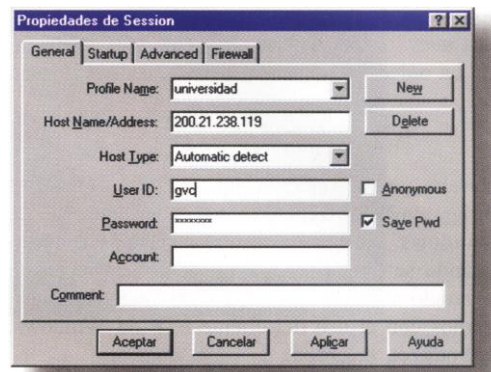 Propiedades de Session
General Startup Advanced Firewall
Profile Name: universidad New
Host Name/Address: 200.21.238.119 Delete
Host Type: Automatic detect
User ID: gvc Anonymous
Password: ******** Save Pwd
Account:
Comment:
Aceptar Cancelar Aplicar Ayuda